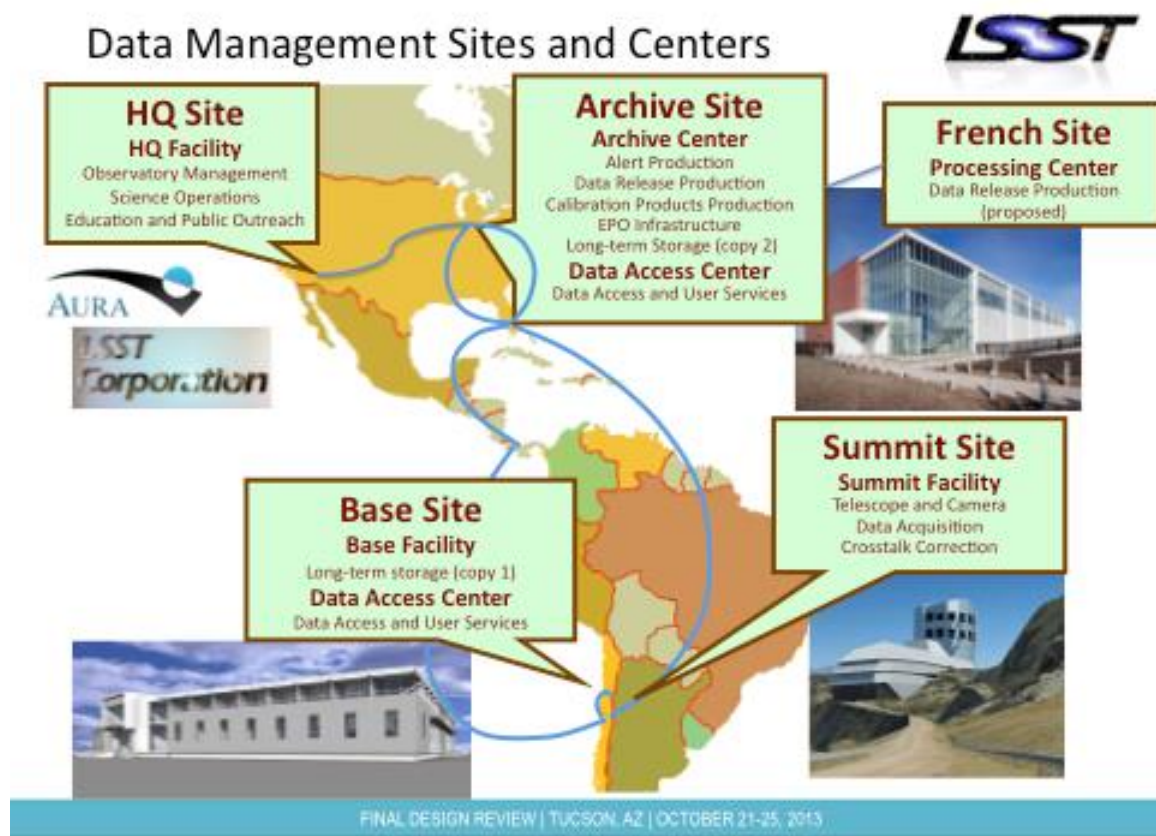 Data Management Sites and Centers
LSST
HQ Site
HQ Facility
Observatory Management
Science Operations
Education and Public Outreach
Archive Site
Archive Center
Alert Production
Data Release Production
Calibration Products Production
EPO Infrastructure
Long-term Storage (copy 2)
Data Access Center
Data Access and User Services
French Site
Processing Center
Data Release Production
(proposed)
AURA
LSST
Corporation
Base Site
Base Facility
Long-term storage (copy 1)
Data Access Center
Data Access and User Services
Summit Site
Summit Facility
Telescope and Camera
Data Acquisition
Crosstalk Correction
FINAL DESIGN REVIEW | TUCSON, AZ | OCTOBER 21-25, 2013